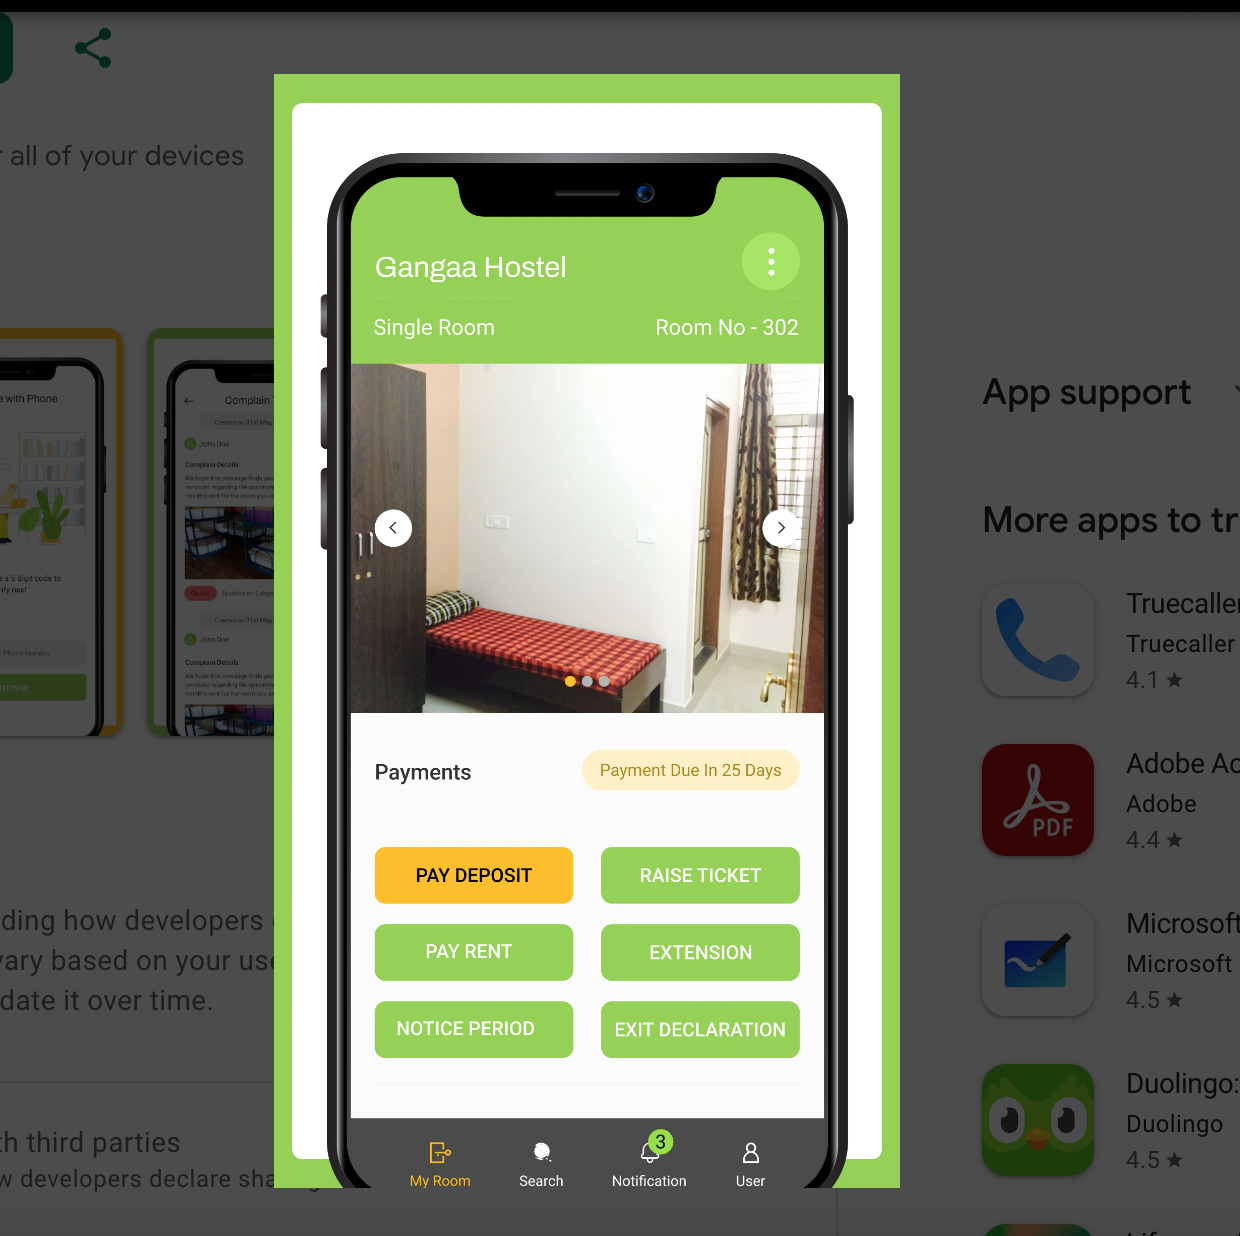 all of your devices
Gangaa Hostel
Single Room
Room No - 302
Payments
Payment Due In 25 Days
PAY DEPOSIT
RAISE TICKET
PAY RENT
EXTENSION
NOTICE PERIOD
EXIT DECLARATION
My Room
Search
3
Notification
User
e with Phone
e a 6 digit code to
rify next
Phone Number
Complain
Created on 31st May,
John Doe
Complain Details
We hope this message finds you
reminder regarding the upcoming
monthly rent for the room you
Closed
Updated on 2 days
Created on 31st May,
John Doe
Complain Details
We hope this message finds you
reminder regarding the upcoming
monthly rent for the room you
ding how developers
vary based on your use
date it over time.
th third parties
w developers declare sha
App support
More apps to tr
Truecaller
Truecaller
4.1 ★
PDF
Adobe Ac
Adobe
4.4 ★
Microsoft
Microsoft
4.5 ★
Duolingo:
Duolingo
4.5 ★